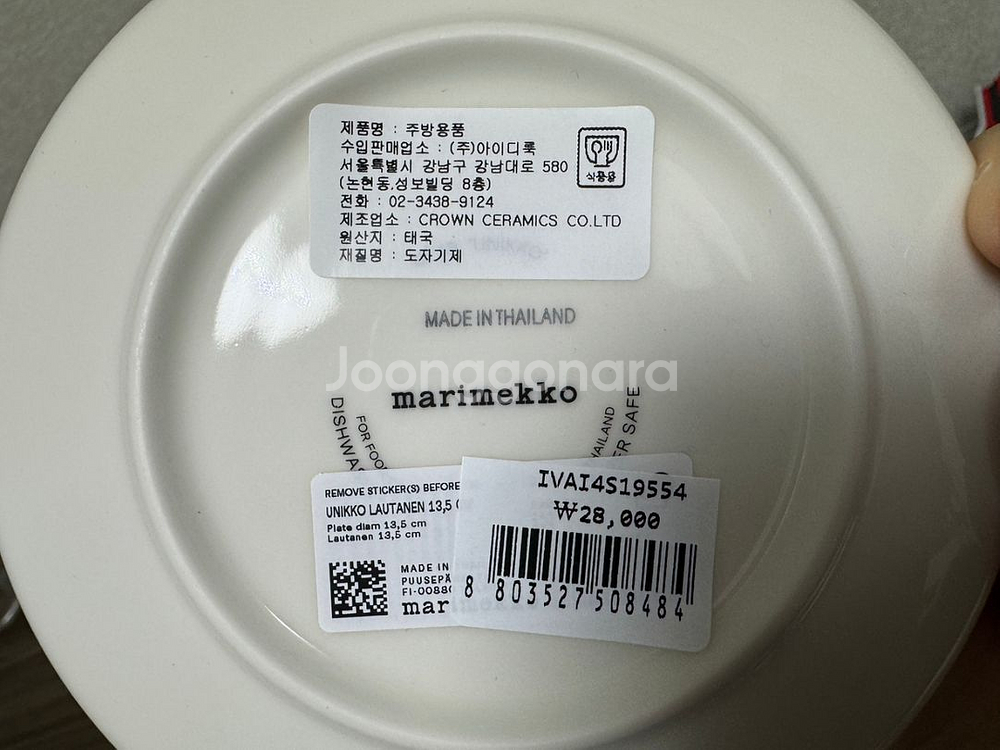 제품명 : 주방용품
수입판매업소 : (주)아이디룩
서울특별시 강남구 강남대로 580
(논현동,성보빌딩 8층)
전화 : 02-3438-9124
제조업소 : CROWN CERAMICS CO.LTD
원산지 : 태국
재질명 : 도자기제
식품용
MADE IN THAILAND
Joonggonara
marimekko
DISHWA
FOR FOO
HAILAND
ER SAFE
REMOVE STICKER(S) BEFORE
UNIKKO LAUTANEN 13,5
Plate diam 13,5 cm
Lautanen 13,5 cm
MADE IN
PUUSEPÄ
FI-0088
mar
IVAI4S19554
₩28,000
8 803527 508484